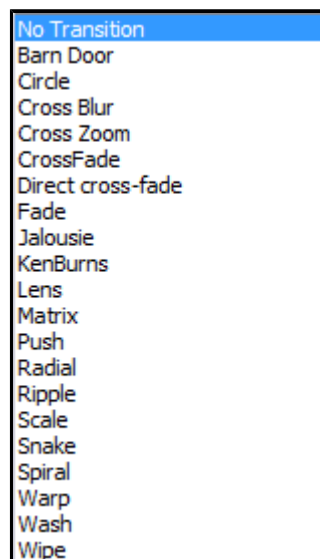 No Transition
Barn Door
Circle
Cross Blur
Cross Zoom
CrossFade
Direct cross-fade
Fade
Jalousie
KenBurns
Lens
Matrix
Push
Radial
Ripple
Scale
Snake
Spiral
Warp
Wash
Wipe